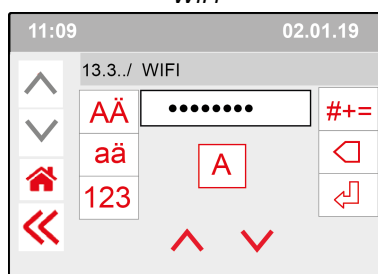 WIFI
11:09 02.01.19
13.3../ WIFI
AÄ •••••••• #+=
aä A
123